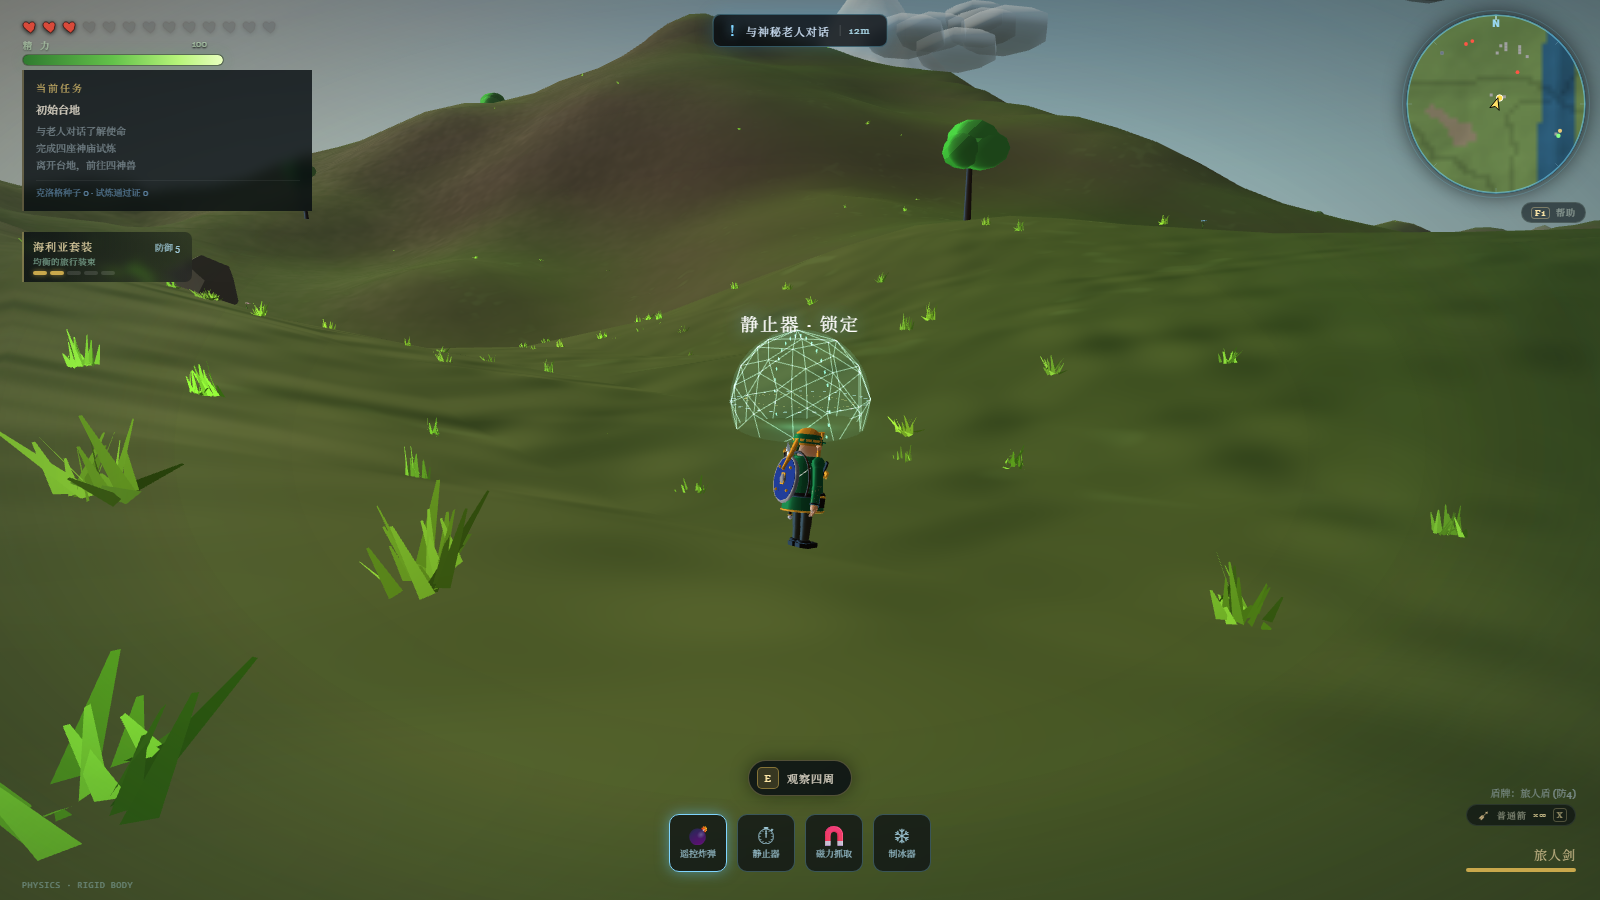 精 力 100
! 与神秘老人对话 12m
N
当前任务
初始台地
与老人对话了解使命
完成四座神庙试炼
离开台地，前往四神兽
克洛格种子 0 · 试炼通过证 0
F1 帮助
海利亚套装 防御 5
均衡的旅行装束
静止器 · 锁定
E 观察四周
遥控炸弹 静止器 磁力抓取 制冰器
盾牌：旅人盾 (防4)
普通箭 ×∞ X
旅人剑
PHYSICS · RIGID BODY